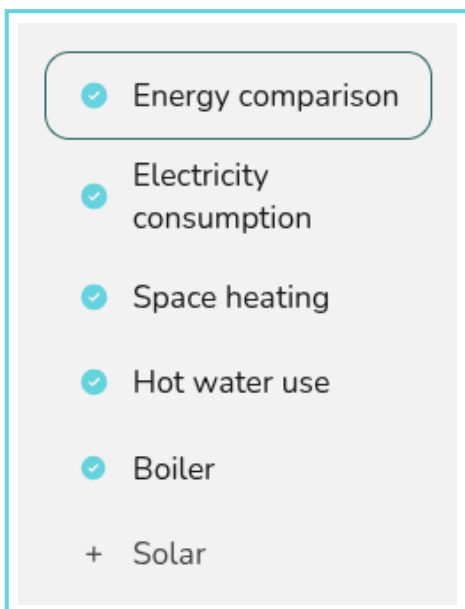 Energy comparison
Electricity
consumption
Space heating
Hot water use
Boiler
+ Solar